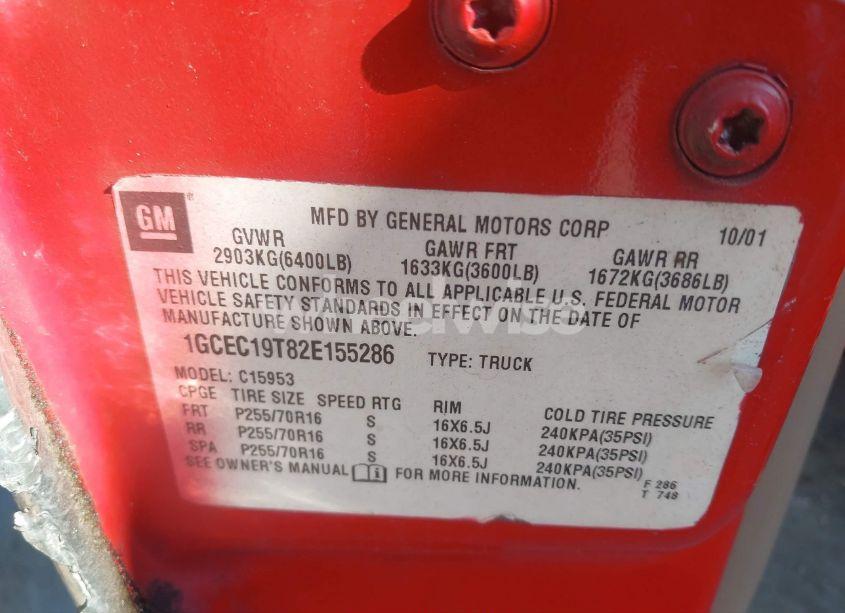 GM
MFD BY GENERAL MOTORS CORP 10/01
GVWR GAWR FRT GAWR RR
2903KG(6400LB) 1633KG(3600LB) 1672KG(3686LB)
THIS VEHICLE CONFORMS TO ALL APPLICABLE U.S. FEDERAL MOTOR
VEHICLE SAFETY STANDARDS IN EFFECT ON THE DATE OF
MANUFACTURE SHOWN ABOVE.
1GCEC19T82E155286 TYPE: TRUCK
MODEL: C15953
CPGE TIRE SIZE SPEED RTG RIM COLD TIRE PRESSURE
FRT P255/70R16 S 16X6.5J 240KPA(35PSI)
RR P255/70R16 S 16X6.5J 240KPA(35PSI)
SPA P255/70R16 S 16X6.5J 240KPA(35PSI)
SEE OWNER'S MANUAL FOR MORE INFORMATION.
F 286
T 748